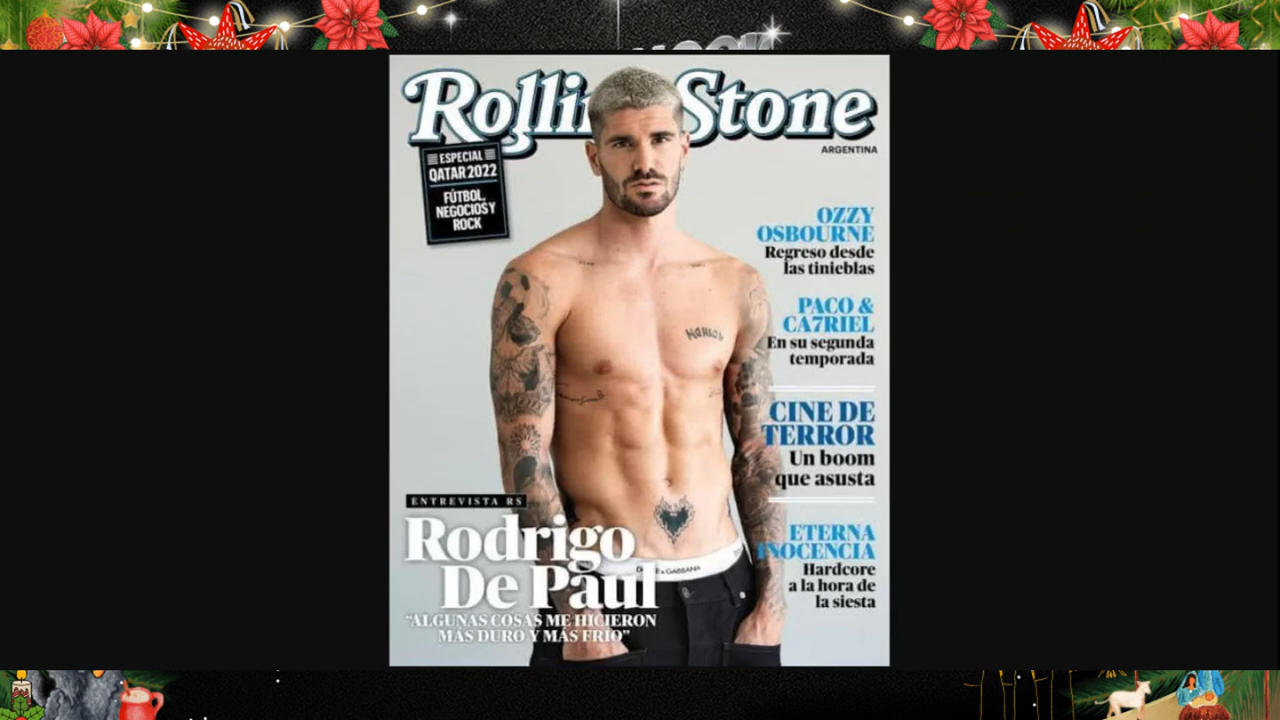 Rolling Stone
ARGENTINA
ESPECIAL
QATAR 2022
FÚTBOL,
NEGOCIOS Y
ROCK
OZZY
OSBOURNE
Regreso desde
las tinieblas
PACO &
CA7RIEL
En su segunda
temporada
CINE DE
TERROR
Un boom
que asusta
ETERNA
INOCENCIA
Hardcore
a la hora de
la siesta
ENTREVISTA RS
Rodrigo
De Paul
“ALGUNAS COSAS ME HICIERON
MÁS DURO Y MÁS FRÍO”
GABBANA